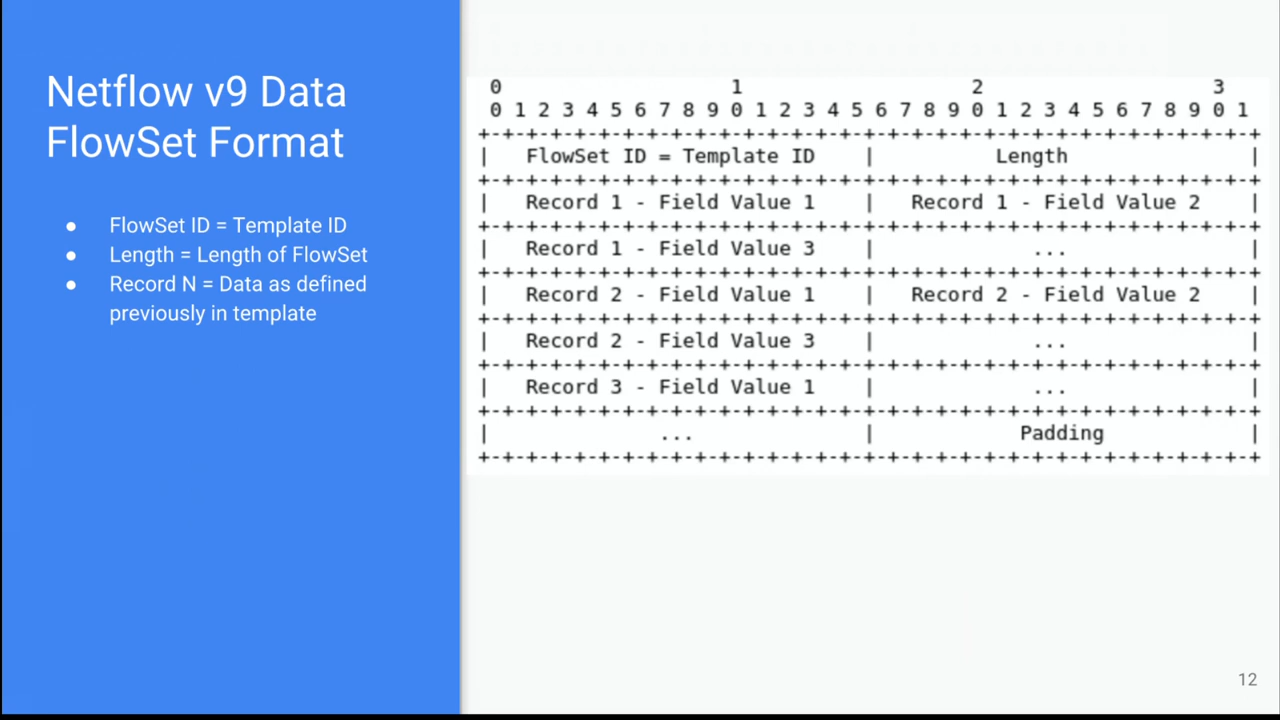 Netflow v9 Data
FlowSet Format
● FlowSet ID = Template ID
● Length = Length of FlowSet
● Record N = Data as defined
previously in template
0 1 2 3
0 1 2 3 4 5 6 7 8 9 0 1 2 3 4 5 6 7 8 9 0 1 2 3 4 5 6 7 8 9 0 1
+-+-+-+-+-+-+-+-+-+-+-+-+-+-+-+-+-+-+-+-+-+-+-+-+-+-+-+-+-+-+-+-+
| FlowSet ID = Template ID | Length |
+-+-+-+-+-+-+-+-+-+-+-+-+-+-+-+-+-+-+-+-+-+-+-+-+-+-+-+-+-+-+-+-+
| Record 1 - Field Value 1 | Record 1 - Field Value 2 |
+-+-+-+-+-+-+-+-+-+-+-+-+-+-+-+-+-+-+-+-+-+-+-+-+-+-+-+-+-+-+-+-+
| Record 1 - Field Value 3 | ... |
+-+-+-+-+-+-+-+-+-+-+-+-+-+-+-+-+-+-+-+-+-+-+-+-+-+-+-+-+-+-+-+-+
| Record 2 - Field Value 1 | Record 2 - Field Value 2 |
+-+-+-+-+-+-+-+-+-+-+-+-+-+-+-+-+-+-+-+-+-+-+-+-+-+-+-+-+-+-+-+-+
| Record 2 - Field Value 3 | ... |
+-+-+-+-+-+-+-+-+-+-+-+-+-+-+-+-+-+-+-+-+-+-+-+-+-+-+-+-+-+-+-+-+
| Record 3 - Field Value 1 | ... |
+-+-+-+-+-+-+-+-+-+-+-+-+-+-+-+-+-+-+-+-+-+-+-+-+-+-+-+-+-+-+-+-+
| ... | Padding |
+-+-+-+-+-+-+-+-+-+-+-+-+-+-+-+-+-+-+-+-+-+-+-+-+-+-+-+-+-+-+-+-+
12